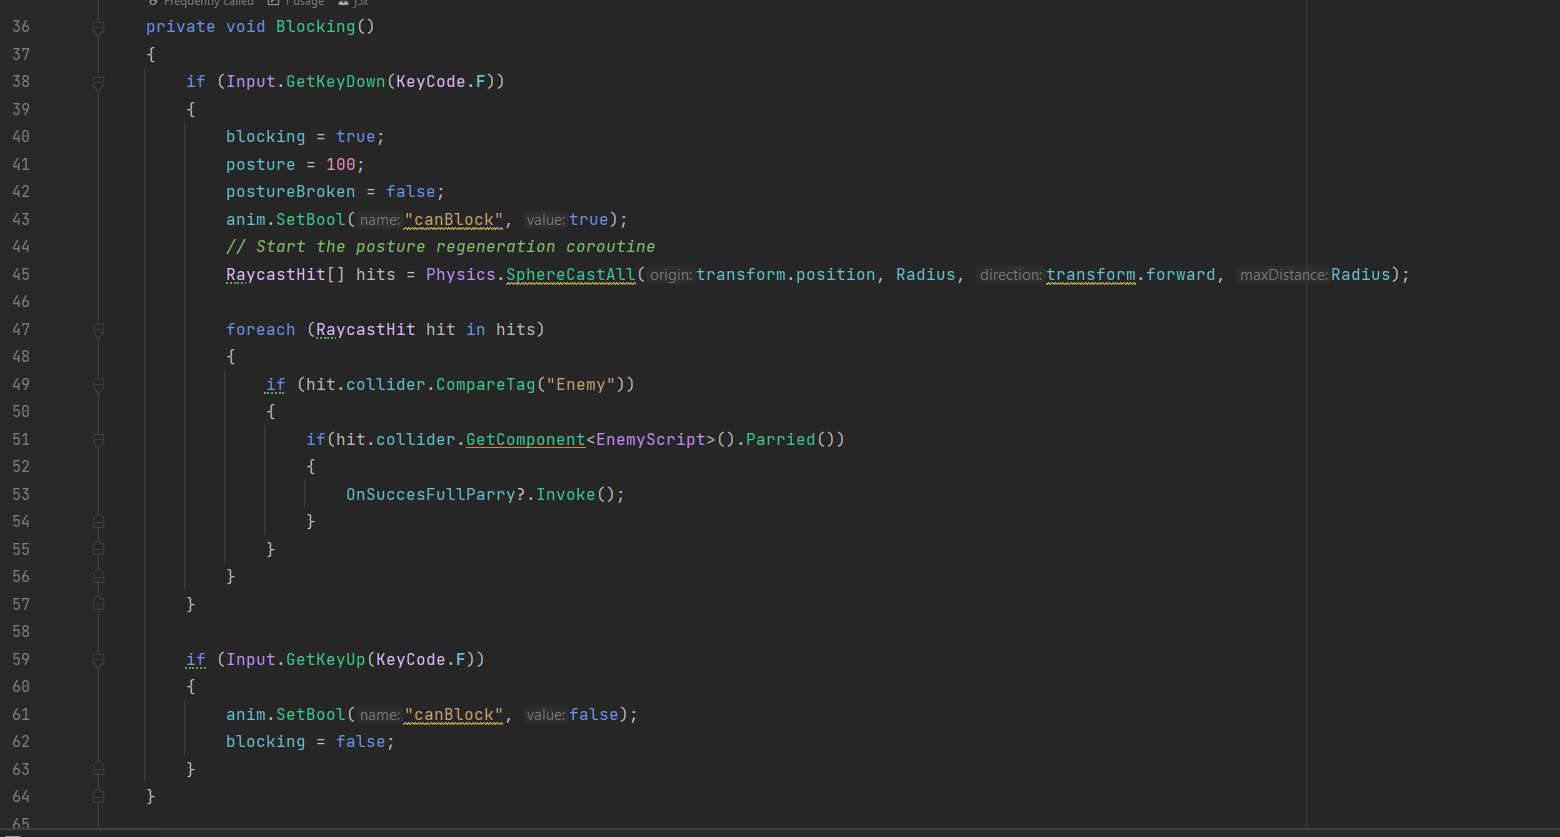 Frequently called 1 usage j5x
36 private void Blocking()
37 {
38 if (Input.GetKeyDown(KeyCode.F))
39 {
40 blocking = true;
41 posture = 100;
42 postureBroken = false;
43 anim.SetBool( name: "canBlock", value: true);
44 // Start the posture regeneration coroutine
45 RaycastHit[] hits = Physics.SphereCastAll( origin: transform.position, Radius, direction: transform.forward, maxDistance: Radius);
46
47 foreach (RaycastHit hit in hits)
48 {
49 if (hit.collider.CompareTag("Enemy"))
50 {
51 if(hit.collider.GetComponent<EnemyScript>().Parried())
52 {
53 OnSuccesFullParry?.Invoke();
54 }
55 }
56 }
57 }
58
59 if (Input.GetKeyUp(KeyCode.F))
60 {
61 anim.SetBool( name: "canBlock", value: false);
62 blocking = false;
63 }
64 }
65